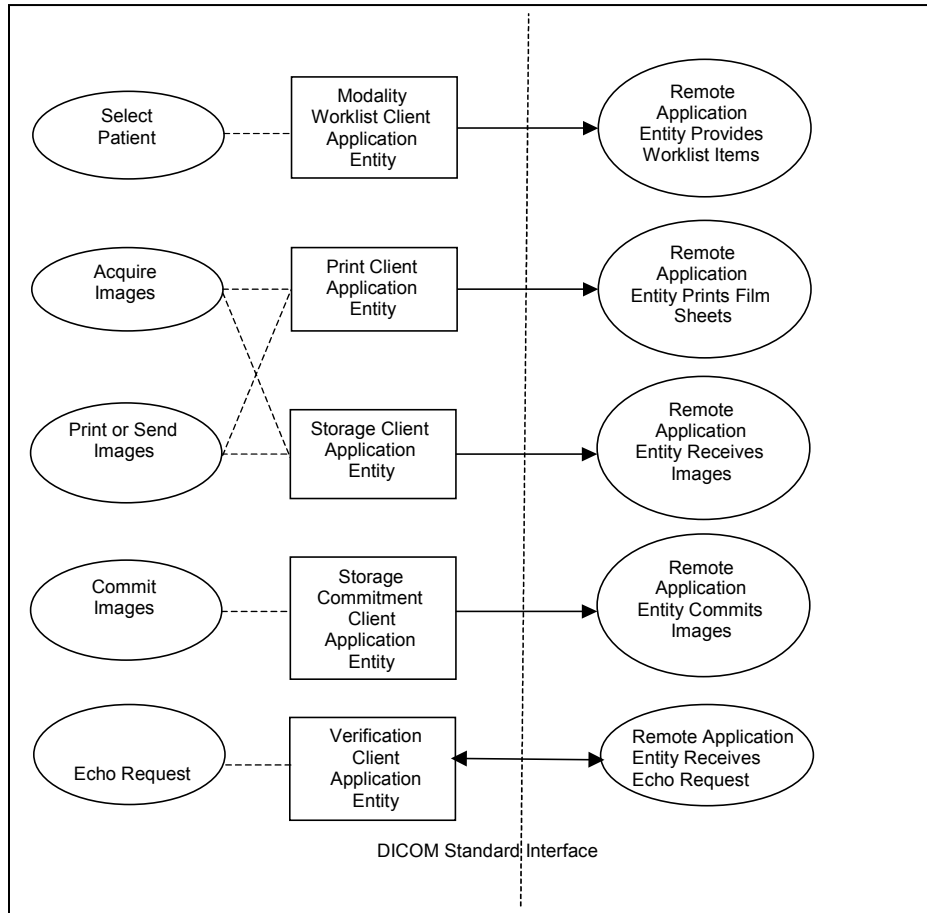 Select
Patient
Modality
Worklist Client
Application
Entity
Remote
Application
Entity Provides
Worklist Items
Acquire
Images
Print Client
Application
Entity
Remote
Application
Entity Prints Film
Sheets
Print or Send
Images
Storage Client
Application
Entity
Remote
Application
Entity Receives
Images
Commit
Images
Storage
Commitment
Client
Application
Entity
Remote
Application
Entity Commits
Images
Echo Request
Verification
Client
Application
Entity
Remote Application
Entity Receives
Echo Request
DICOM Standard Interface